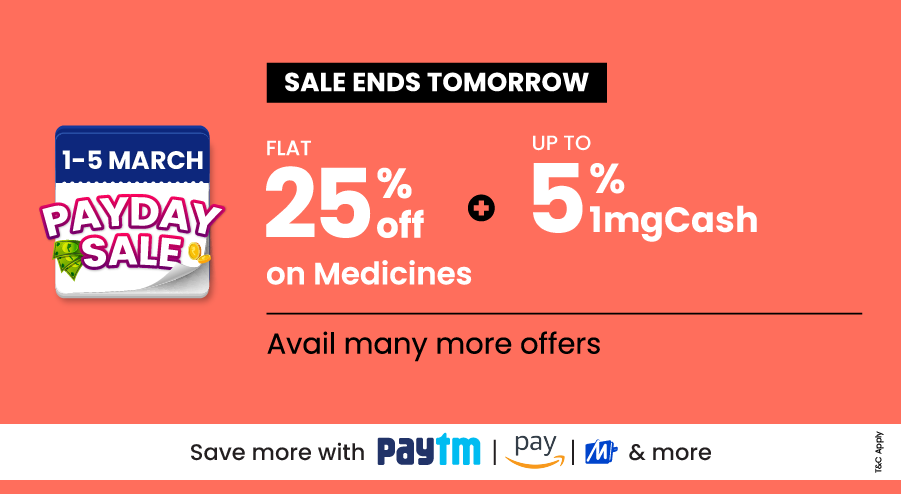 SALE ENDS TOMORROW
1-5 MARCH
PAYDAY
SALE
FLAT
25% off
on Medicines
UP TO
5% 1mgCash
Avail many more offers
Save more with paytm | pay | & more
T&C Apply